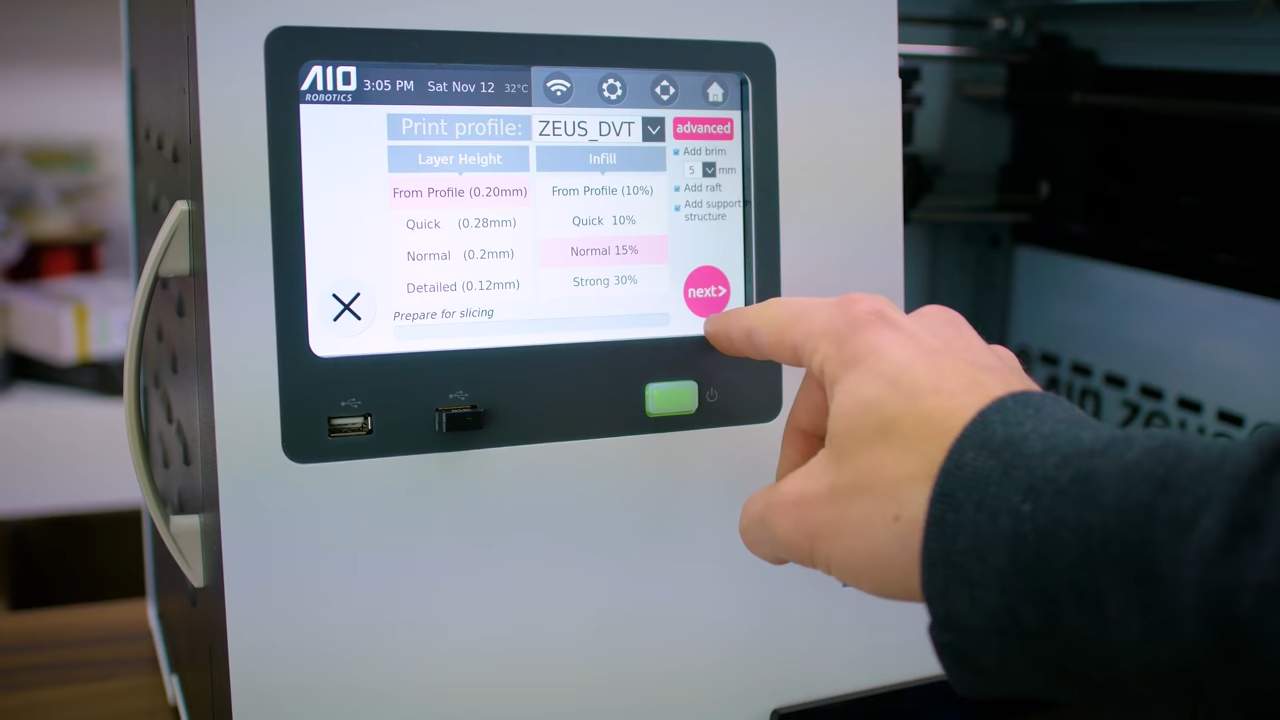 AIO
ROBOTICS
3:05 PM Sat Nov 12 32°C
Print profile: ZEUS_DVT advanced
Layer Height Infill
Add brim
5 mm
Add raft
Add support
structure
From Profile (0.20mm) From Profile (10%)
Quick (0.28mm) Quick 10%
Normal (0.2mm) Normal 15%
Detailed (0.12mm) Strong 30%
next>
Prepare for slicing
AIO zeus